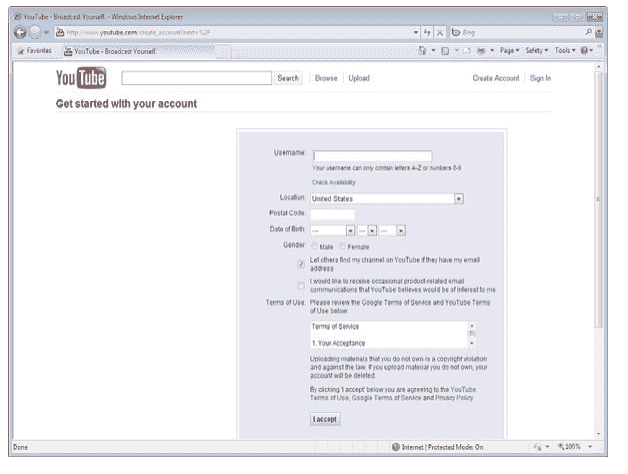 YouTube - Broadcast Yourself. - Windows Internet Explorer
http://www.youtube.com/create_account?next=%2F
Bing
Favorites YouTube - Broadcast Yourself.
Page Safety Tools
YouTube Search Browse Upload Create Account Sign In
Get started with your account
Username:
Your username can only contain letters A-Z or numbers 0-9
Check Availability
Location: United States
Postal Code:
Date of Birth: --- --- ---
Gender: Male Female
Let others find my channel on YouTube if they have my email
address
I would like to receive occasional product-related email
communications that YouTube believes would be of interest to me
Terms of Use: Please review the Google Terms of Service and YouTube Terms
of Use below:
Terms of Service
1. Your Acceptance
Uploading materials that you do not own is a copyright violation
and against the law. If you upload material you do not own, your
account will be deleted.
By clicking 'I accept' below you are agreeing to the YouTube
Terms of Use, Google Terms of Service and Privacy Policy.
I accept
Done Internet | Protected Mode: On 100%